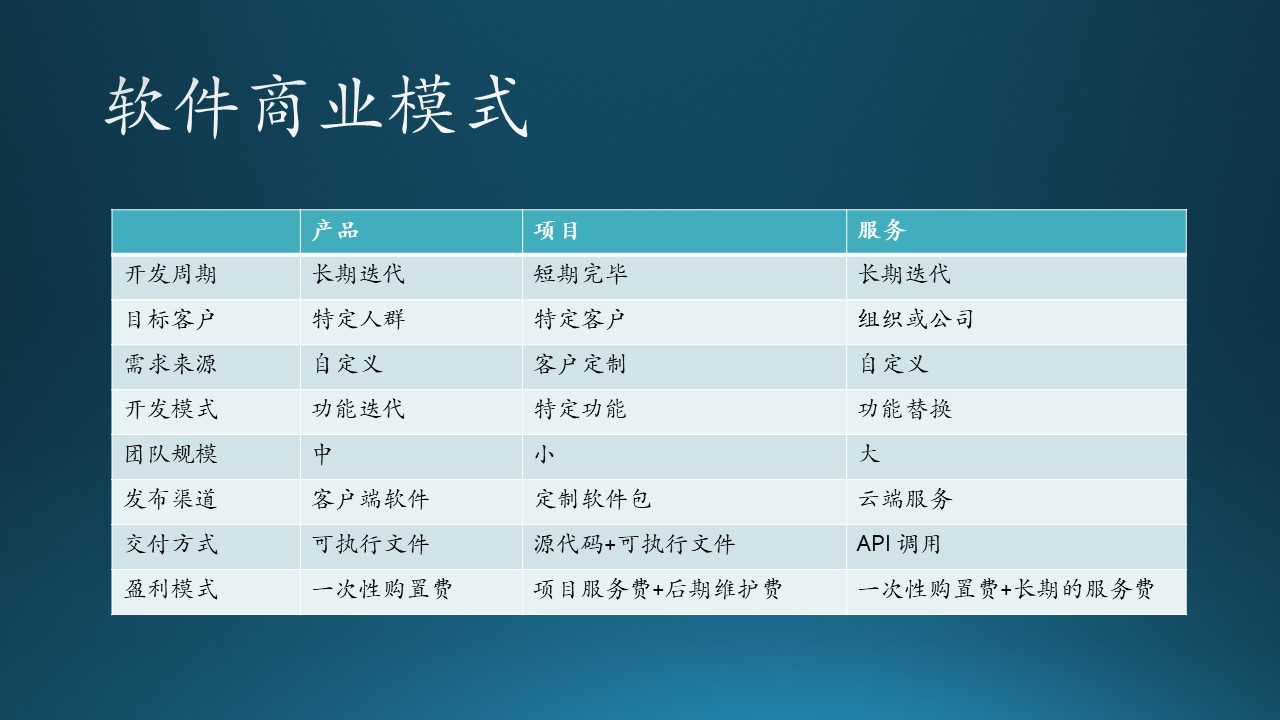 软件商业模式
产品 项目 服务
开发周期 长期迭代 短期完毕 长期迭代
目标客户 特定人群 特定客户 组织或公司
需求来源 自定义 客户定制 自定义
开发模式 功能迭代 特定功能 功能替换
团队规模 中 小 大
发布渠道 客户端软件 定制软件包 云端服务
交付方式 可执行文件 源代码+可执行文件 API 调用
盈利模式 一次性购置费 项目服务费+后期维护费 一次性购置费+长期的服务费